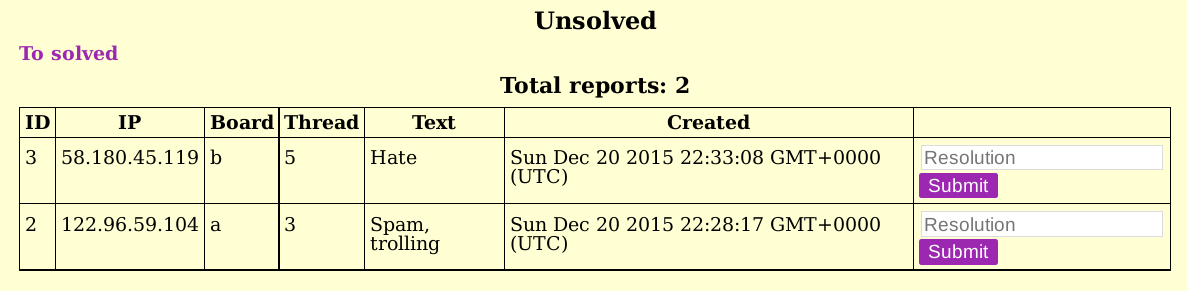 Unsolved
To solved
Total reports: 2
ID IP Board Thread Text Created
3 58.180.45.119 b 5 Hate Sun Dec 20 2015 22:33:08 GMT+0000 Resolution
(UTC) Submit
2 122.96.59.104 a 3 Spam, Sun Dec 20 2015 22:28:17 GMT+0000 Resolution
trolling (UTC) Submit